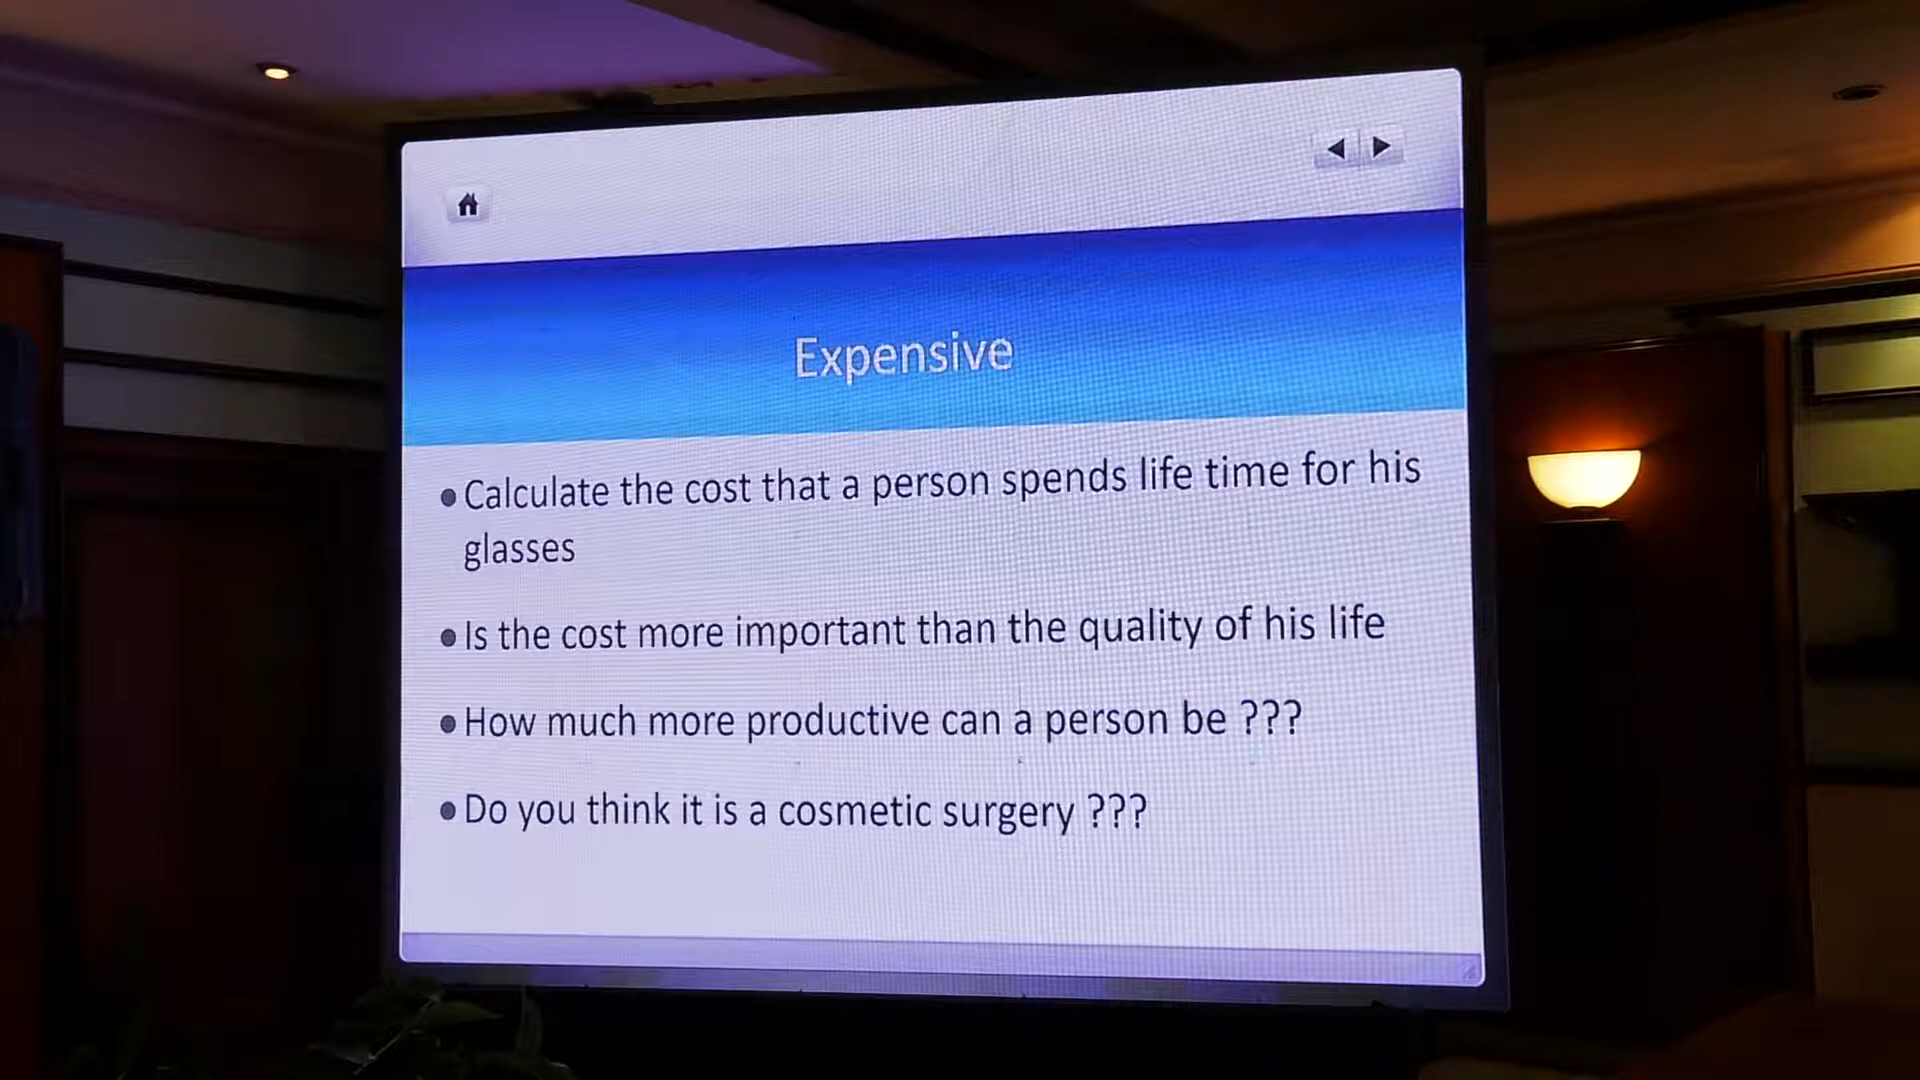 Expensive
• Calculate the cost that a person spends life time for his
glasses
• Is the cost more important than the quality of his life
• How much more productive can a person be ???
• Do you think it is a cosmetic surgery ???